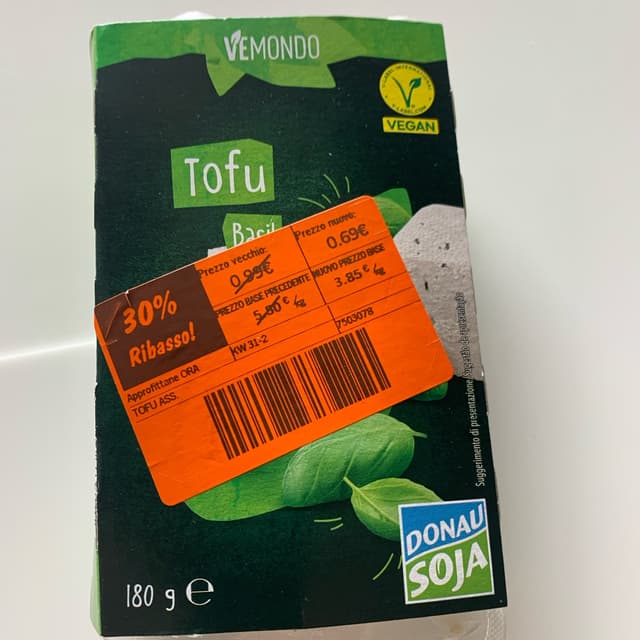 VEMONDO
V-LABEL.COM
VEGAN
Tofu
Basil
30%
Ribasso!
Approfittane ORA
TOFU ASS.
Prezzo vecchio:
0.99€
PREZZO BASE PRECEDENTE
€/kg
KW 31-2
Prezzo nuovo:
0.69€
NUOVO PREZZO BASE
3.85 €/kg
7503078
Suggerimento di presentazione
DONAU
SOJA
180 g e